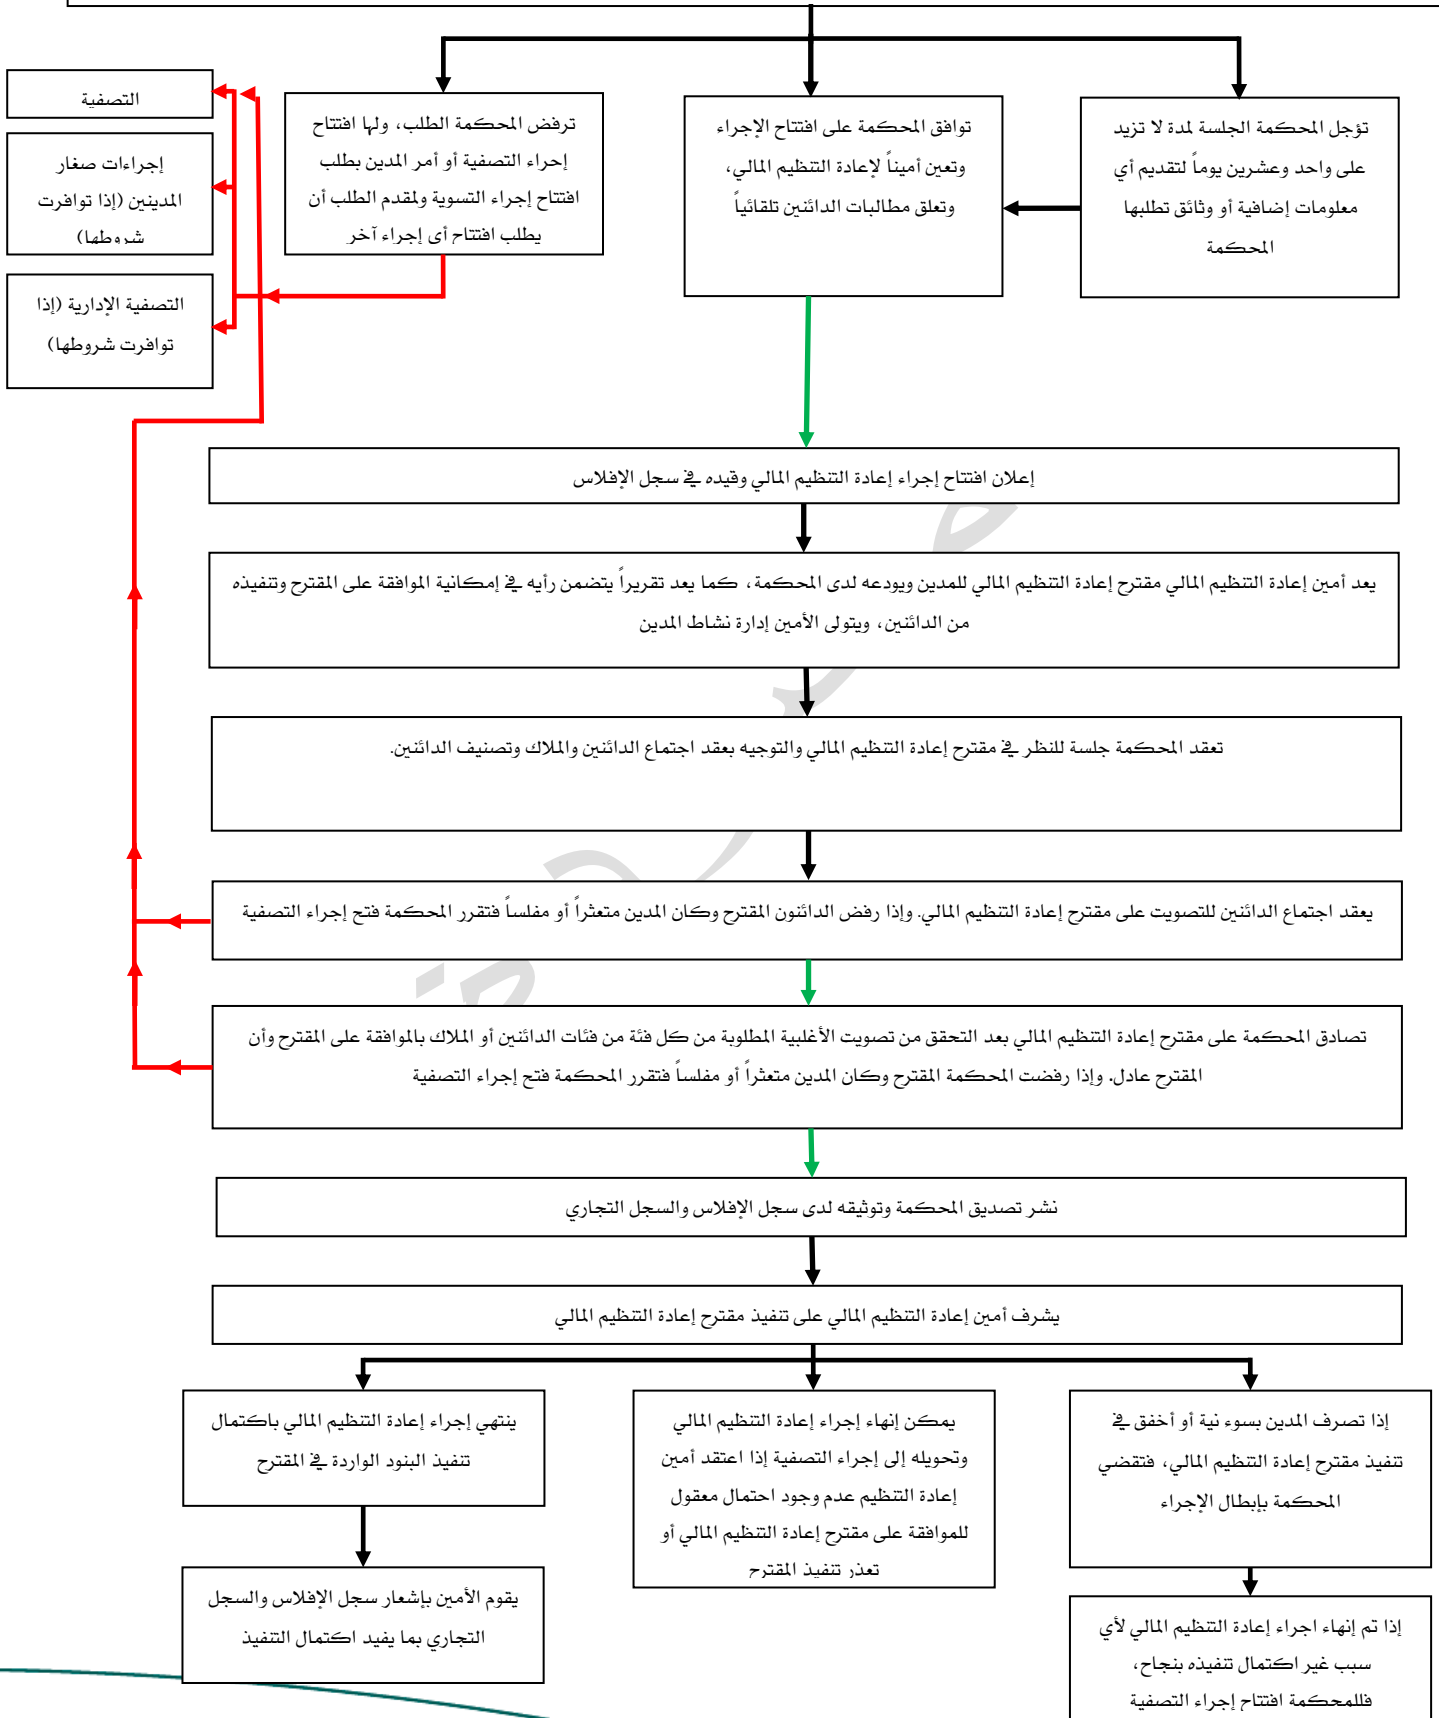 تؤجل المحكمة الجلسة لمدة لا تزيد
على واحد وعشرين يوماً لتقديم أي
معلومات إضافية أو وثائق تطلبها
المحكمة
توافق المحكمة على افتتاح الإجراء
وتعين أميناً لإعادة التنظيم المالي،
وتعلق مطالبات الدائنين تلقائياً
ترفض المحكمة الطلب، ولها افتتاح
إجراء التصفية أو أمر المدين بطلب
افتتاح إجراء التسوية ولمقدم الطلب أن
يطلب افتتاح أي إجراء آخر
التصفية
إجراءات صغار
المدينين (إذا توافرت
شروطها)
التصفية الإدارية (إذا
توافرت شروطها)
إعلان افتتاح إجراء إعادة التنظيم المالي وقيده في سجل الإفلاس
يعد أمين إعادة التنظيم المالي مقترح إعادة التنظيم المالي للمدين ويودعه لدى المحكمة، كما يعد تقريراً يتضمن رأيه في إمكانية الموافقة على المقترح وتنفيذه
من الدائنين، ويتولى الأمين إدارة نشاط المدين
تعقد المحكمة جلسة للنظر في مقترح إعادة التنظيم المالي والتوجيه بعقد اجتماع الدائنين والملاك وتصنيف الدائنين.
يعقد اجتماع الدائنين للتصويت على مقترح إعادة التنظيم المالي. وإذا رفض الدائنون المقترح وكان المدين متعثراً أو مفلساً فتقرر المحكمة فتح إجراء التصفية
تصادق المحكمة على مقترح إعادة التنظيم المالي بعد التحقق من تصويت الأغلبية المطلوبة من كل فئة من فئات الدائنين أو الملاك بالموافقة على المقترح وأن
المقترح عادل. وإذا رفضت المحكمة المقترح وكان المدين متعثراً أو مفلساً فتقرر المحكمة فتح إجراء التصفية
نشر تصديق المحكمة وتوثيقه لدى سجل الإفلاس والسجل التجاري
يشرف أمين إعادة التنظيم المالي على تنفيذ مقترح إعادة التنظيم المالي
إذا تصرف المدين بسوء نية أو أخفق في
تنفيذ مقترح إعادة التنظيم المالي، فتقضي
المحكمة بإبطال الإجراء
يمكن إنهاء إجراء إعادة التنظيم المالي
وتحويله إلى إجراء التصفية إذا اعتقد أمين
إعادة التنظيم عدم وجود احتمال معقول
للموافقة على مقترح إعادة التنظيم المالي أو
تعذر تنفيذ المقترح
ينتهي إجراء إعادة التنظيم المالي باكتمال
تنفيذ البنود الواردة في المقترح
إذا تم إنهاء اجراء إعادة التنظيم المالي لأي
سبب غير اكتمال تنفيذه بنجاح،
فللمحكمة افتتاح إجراء التصفية
يقوم الأمين بإشعار سجل الإفلاس والسجل
التجاري بما يفيد اكتمال التنفيذ